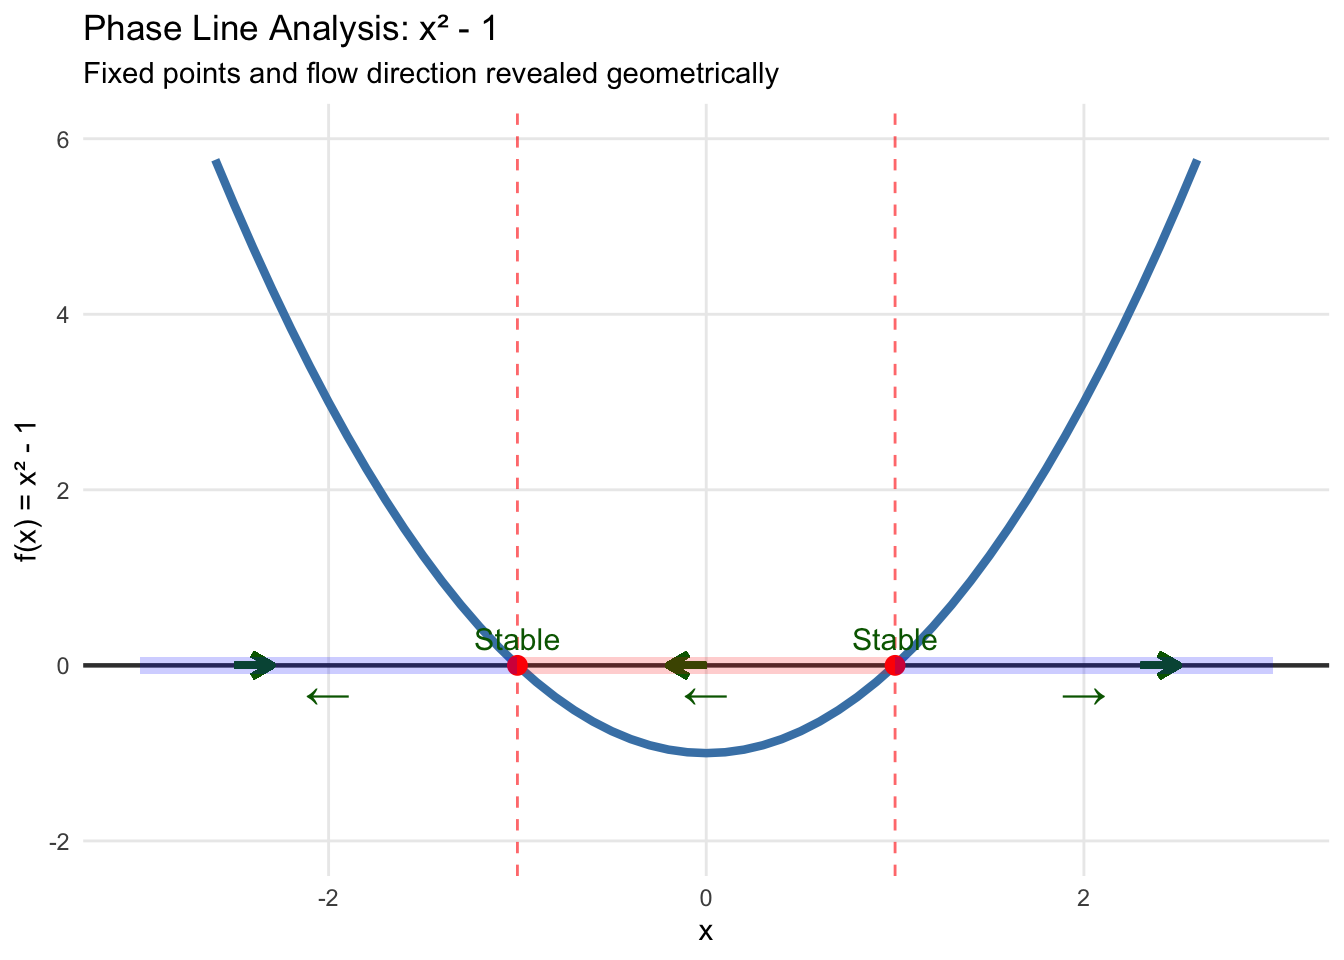 Phase Line Analysis: x² - 1
Fixed points and flow direction revealed geometrically
f(x) = x² - 1
6
4
2
0
-2
Stable
Stable
← ← →
-2
0
2
x